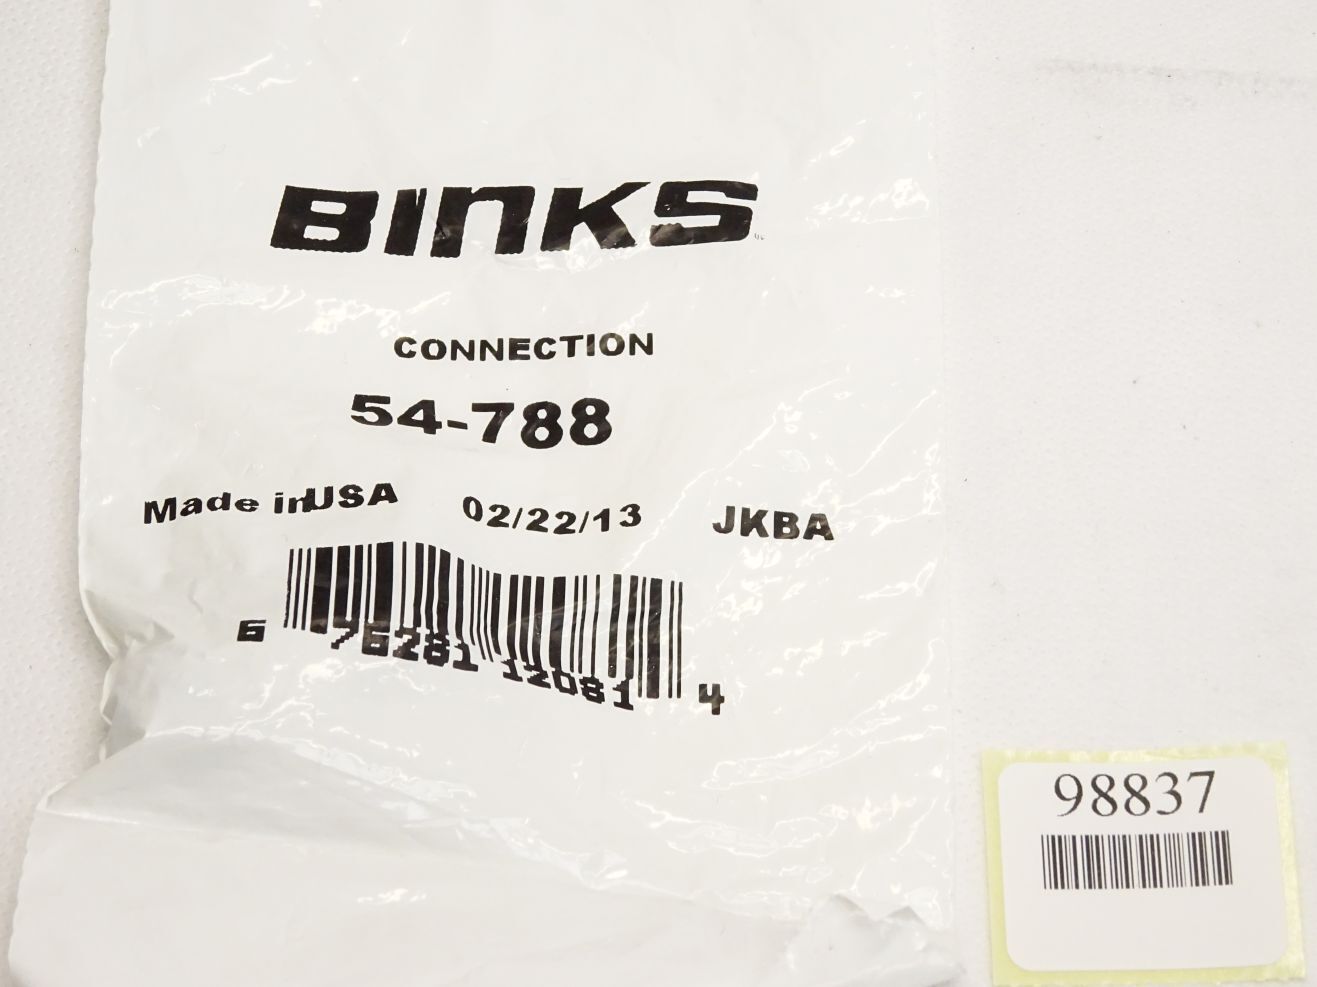 BINKS
CONNECTION
54-788
Made in USA 02/22/13 JKBA
6 76281 12081 4
98837